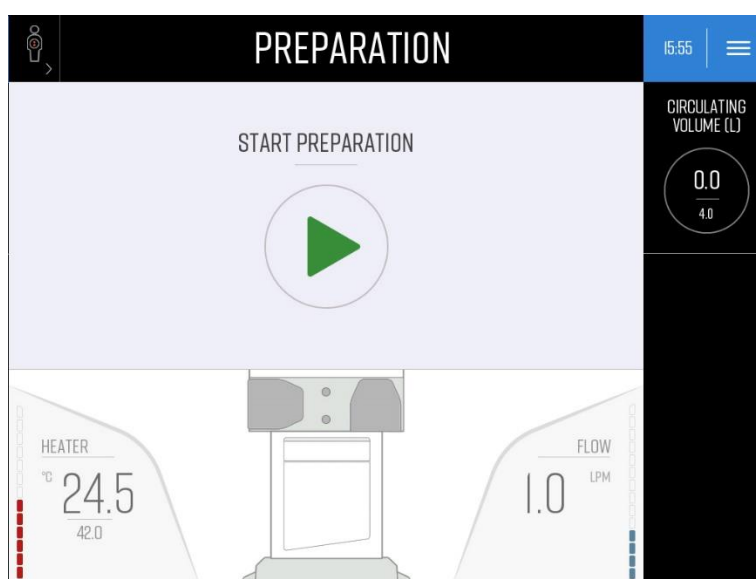 PREPARATION
15:55
START PREPARATION
CIRCULATING
VOLUME (L)
0.0
4.0
HEATER
°C
24.5
42.0
FLOW
1.0
LPM